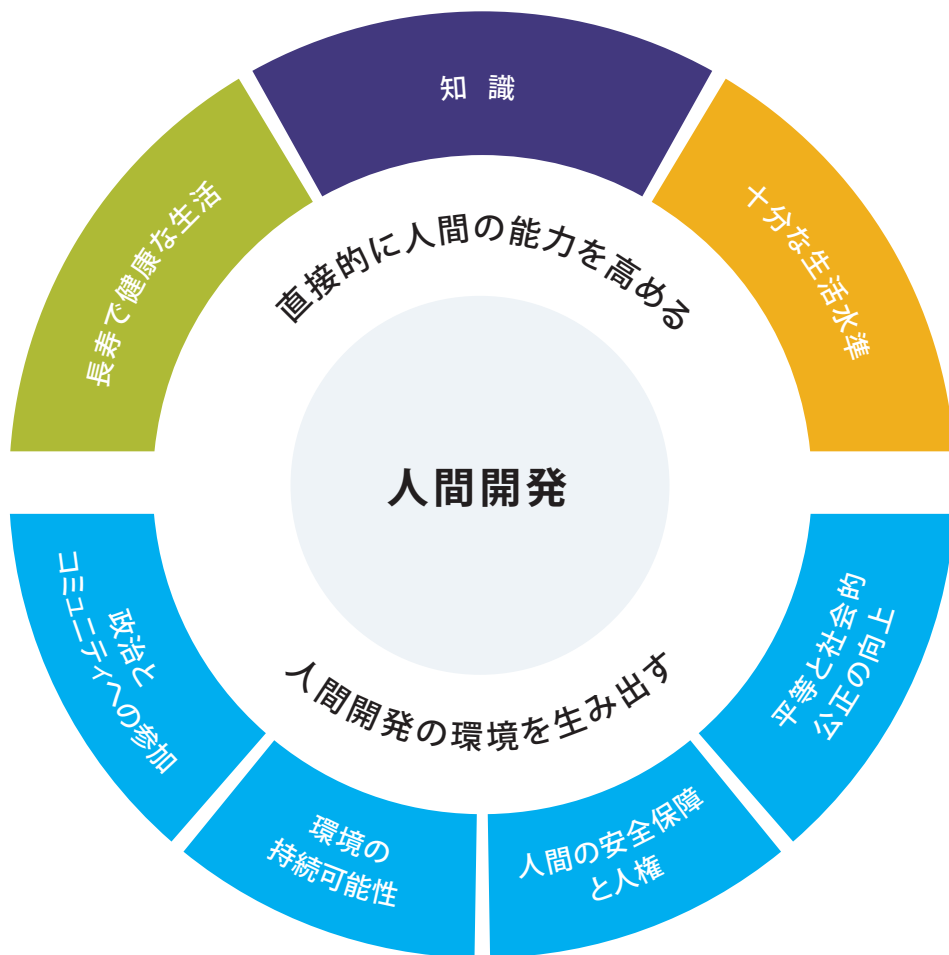 知 識
長寿で健康な生活
十分な生活水準
直接的に人間の能力を高める
人間開発
人間開発の環境を生み出す
政治と
コミュニティへの参加
環境の
持続可能性
人間の安全保障
と人権
平等と社会的
公正の向上